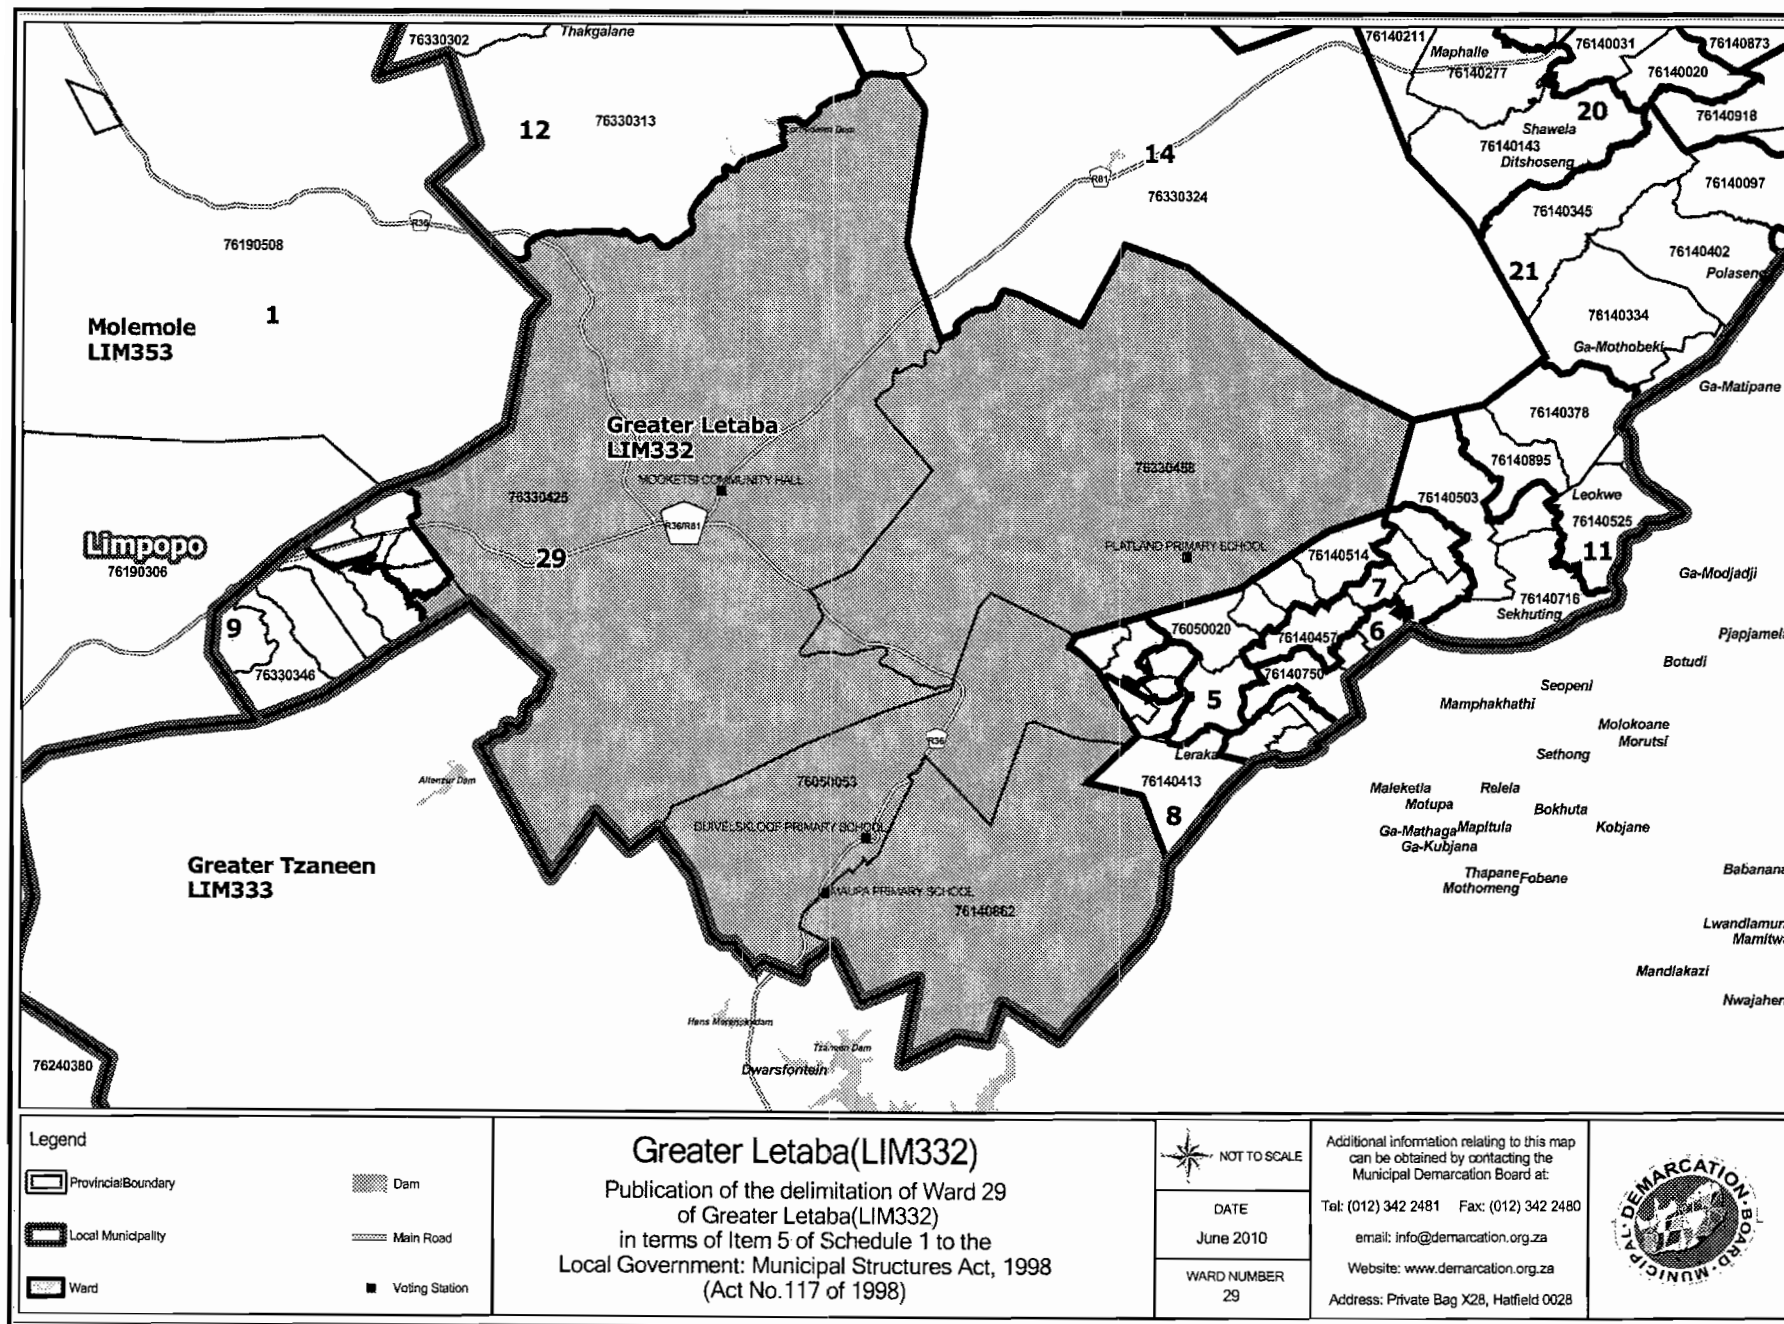 76330302
Thakgalane
76140211
Maphalle
76140277
76140031
76140873
76140020
12
76330313
20
76140918
Shawela
76140143
Ditshoseng
14
R81
76330324
76140097
76140345
R36
76190508
76140402
21
Polaseng
1
Molemole
LIM353
76140334
Ga-Mothobeki
Ga-Matipane
76140378
Greater Letaba
LIM332
76140895
76330458
MOOKETSI COMMUNITY HALL
76330425
76140503
Leokwe
R36/R81
76140525
Limpopo
76190306
29
PLATLAND PRIMARY SCHOOL
76140514
11
Ga-Modjadji
7
76140716
Sekhuting
9
76050020
76140457
6
Botudi
76330346
76140750
Seopeni
5
Mamphakhathi
Molokoane
Morutsi
R36
Leraka
Sethong
Altenzur Dam
76050053
76140413
Maleketla
Relela
Motupa
Bokhuta
8
DUIVELSKLOOF PRIMARY SCHOOL
Ga-Mathaga
Mapitula
Kobjane
Ga-Kubjana
Greater Tzaneen
LIM333
Thapane
Fobene
Mothomeng
MAUPA PRIMARY SCHOOL
76140862
Mandlakazi
Hans Merenskydam
Tzaneen Dam
76240380
Dwarsfontein
Legend
ProvincialBoundary
Dam
Local Municipality
Main Road
Ward
Voting Station
Greater Letaba(LIM332)
Publication of the delimitation of Ward 29
of Greater Letaba(LIM332)
in terms of Item 5 of Schedule 1 to the
Local Government: Municipal Structures Act, 1998
(Act No.117 of 1998)
NOT TO SCALE
DATE
June 2010
WARD NUMBER
29
Additional information relating to this map
can be obtained by contacting the
Municipal Demarcation Board at:
Tel: (012) 342 2481 Fax: (012) 342 2480
email: info@demarcation.org.za
Website: www.demarcation.org.za
Address: Private Bag X28, Hatfield 0028
MUNICIPAL DEMARCATION BOARD